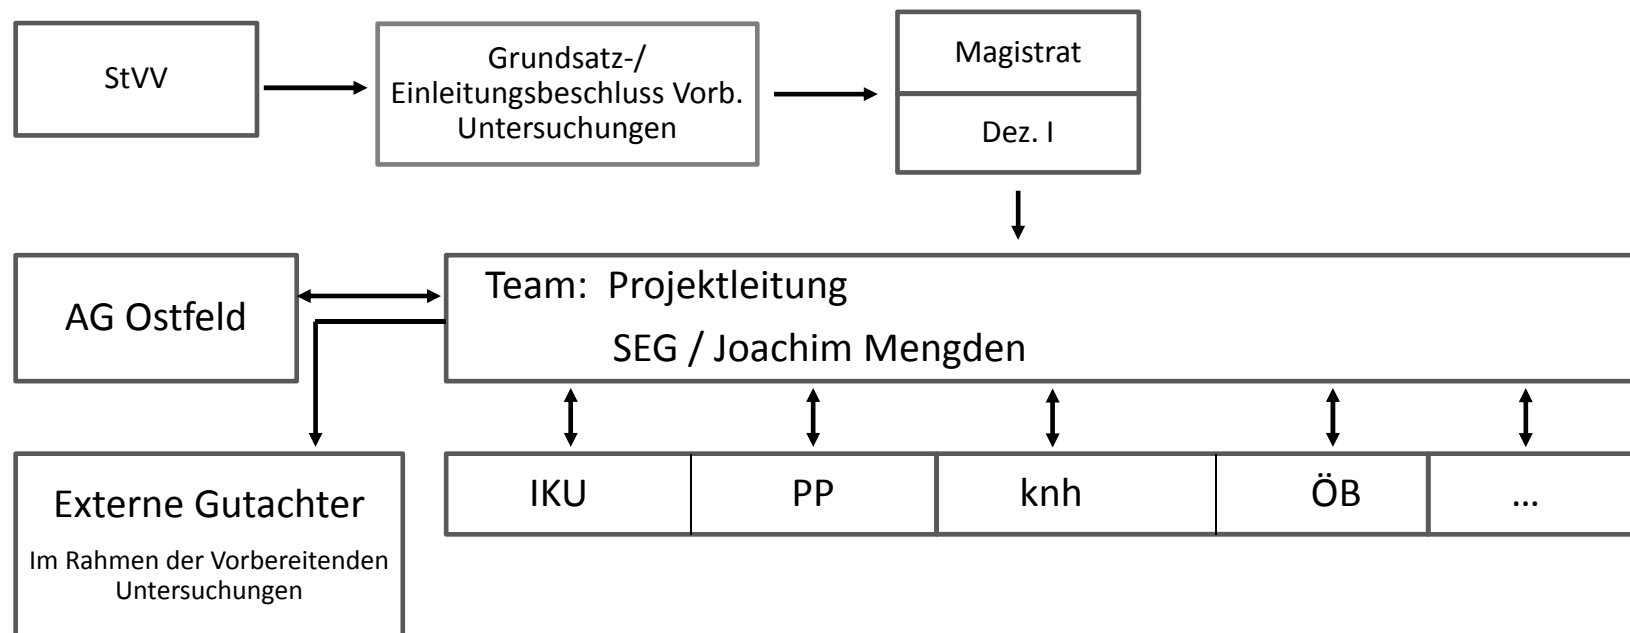 StVV
Grundsatz-/
Einleitungsbeschluss Vorb.
Untersuchungen
Magistrat
Dez. I
AG Ostfeld
Team:  Projektleitung
SEG / Joachim Mengden
Externe Gutachter
Im Rahmen der Vorbereitenden
Untersuchungen
IKU
PP
knh
ÖB
...